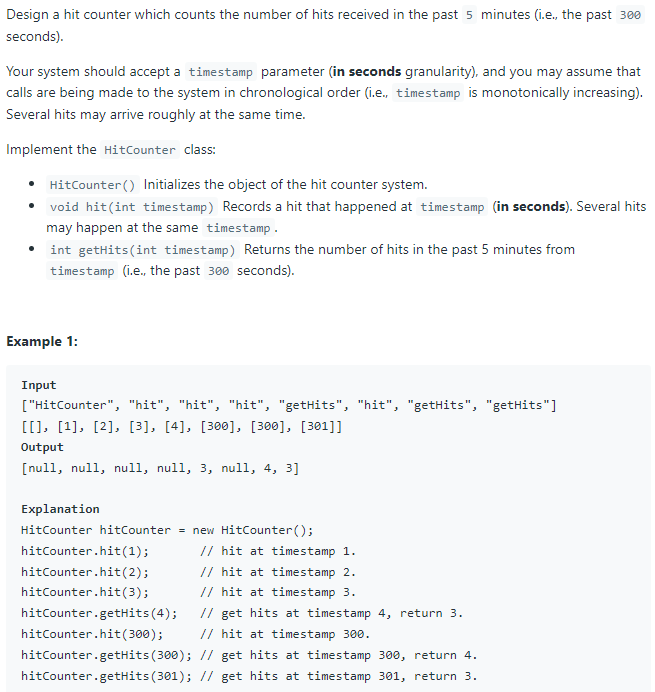 Design a hit counter which counts the number of hits received in the past 5 minutes (i.e., the past 300
seconds).
Your system should accept a timestamp parameter (in seconds granularity), and you may assume that
calls are being made to the system in chronological order (i.e., timestamp is monotonically increasing).
Several hits may arrive roughly at the same time.
Implement the HitCounter class:
• HitCounter() Initializes the object of the hit counter system.
• void hit(int timestamp) Records a hit that happened at timestamp (in seconds). Several hits
may happen at the same timestamp.
• int getHits(int timestamp) Returns the number of hits in the past 5 minutes from
timestamp (i.e., the past 300 seconds).
Example 1:
Input
["HitCounter", "hit", "hit", "hit", "getHits", "hit", "getHits", "getHits"]
[[], [1], [2], [3], [4], [300], [300], [301]]
Output
[null, null, null, null, 3, null, 4, 3]
Explanation
HitCounter hitCounter = new HitCounter();
hitCounter.hit(1);       // hit at timestamp 1.
hitCounter.hit(2);       // hit at timestamp 2.
hitCounter.hit(3);       // hit at timestamp 3.
hitCounter.getHits(4);   // get hits at timestamp 4, return 3.
hitCounter.hit(300);     // hit at timestamp 300.
hitCounter.getHits(300); // get hits at timestamp 300, return 4.
hitCounter.getHits(301); // get hits at timestamp 301, return 3.